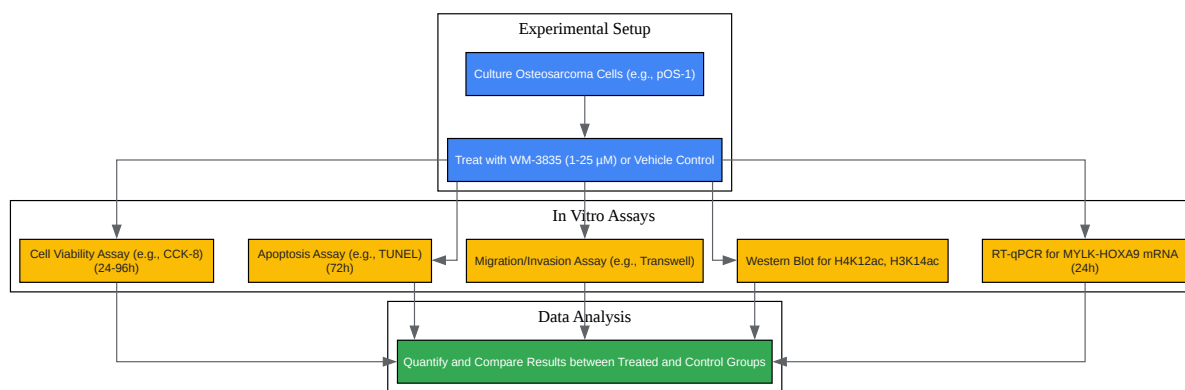 Experimental Setup
Culture Osteosarcoma Cells (e.g., pOS-1)
Treat with WM-3835 (1-25 µM) or Vehicle Control
In Vitro Assays
Cell Viability Assay (e.g., CCK-8)
(24-96h)
Apoptosis Assay (e.g., TUNEL)
(72h)
Migration/Invasion Assay (e.g., Transwell)
Western Blot for H4K12ac, H3K14ac
RT-qPCR for MYLK-HOXA9 mRNA
(24h)
Data Analysis
Quantify and Compare Results between Treated and Control Groups